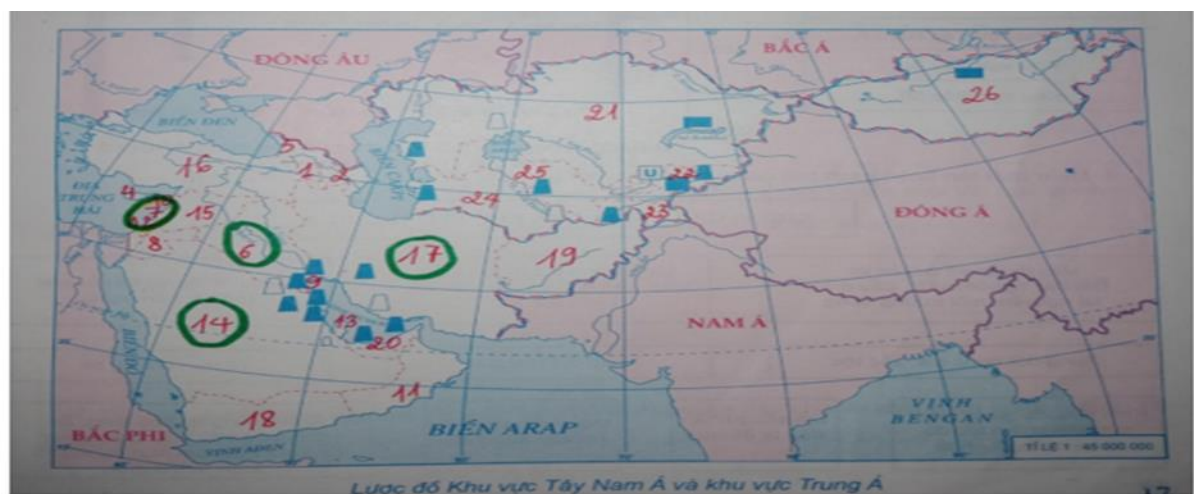 ĐÔNG ÂU
BẮC Á
26
21
BIỂN ĐEN
5
16
1
2
25
U
22
4
ĐỊA
TRUNG
HẢI
7
15
24
23
ĐÔNG Á
8
6
17
19
9
14
13
20
NAM Á
11
18
BẮC PHI
VỊNH ADEN
BIỂN ARAP
VỊNH
BENGAN
TỈ LỆ 1 : 45 000 000
Lược đồ Khu vực Tây Nam Á và khu vực Trung Á